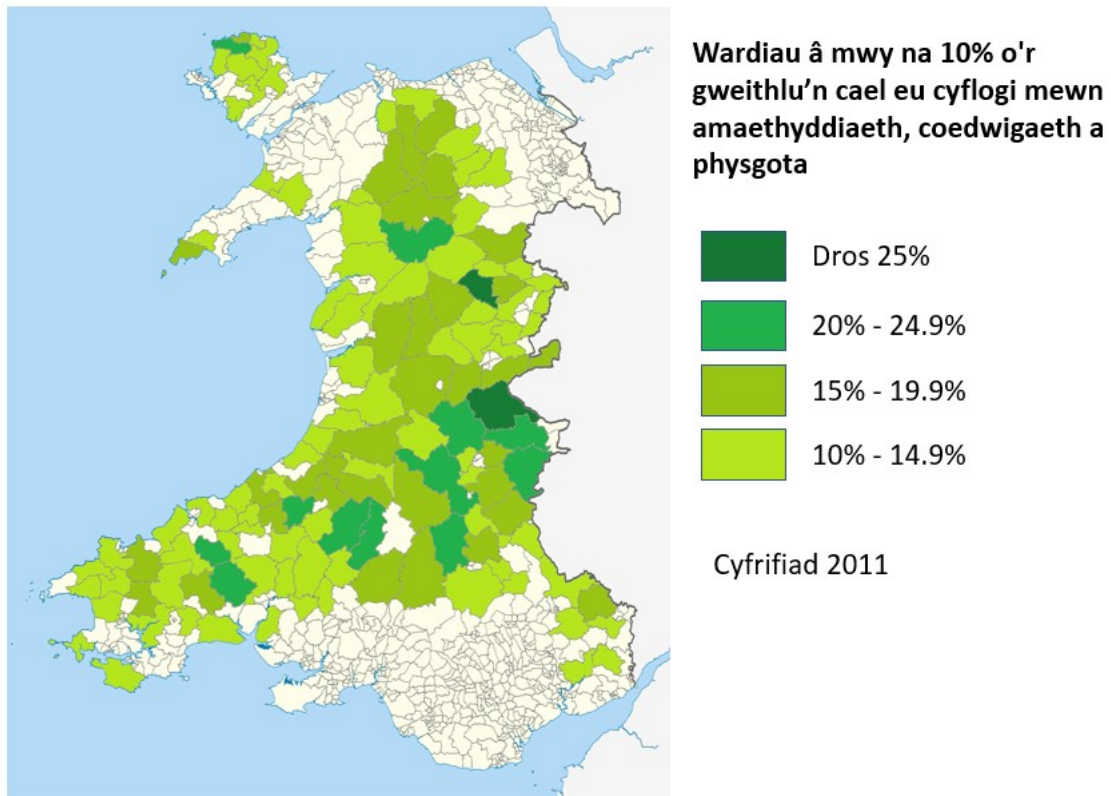 Wardiau â mwy na 10% o'r
gweithlu’n cael eu cyflogi mewn
amaethyddiaeth, coedwigaeth a
physgota
Dros 25%
20% - 24.9%
15% - 19.9%
10% - 14.9%
Cyfrifiad 2011